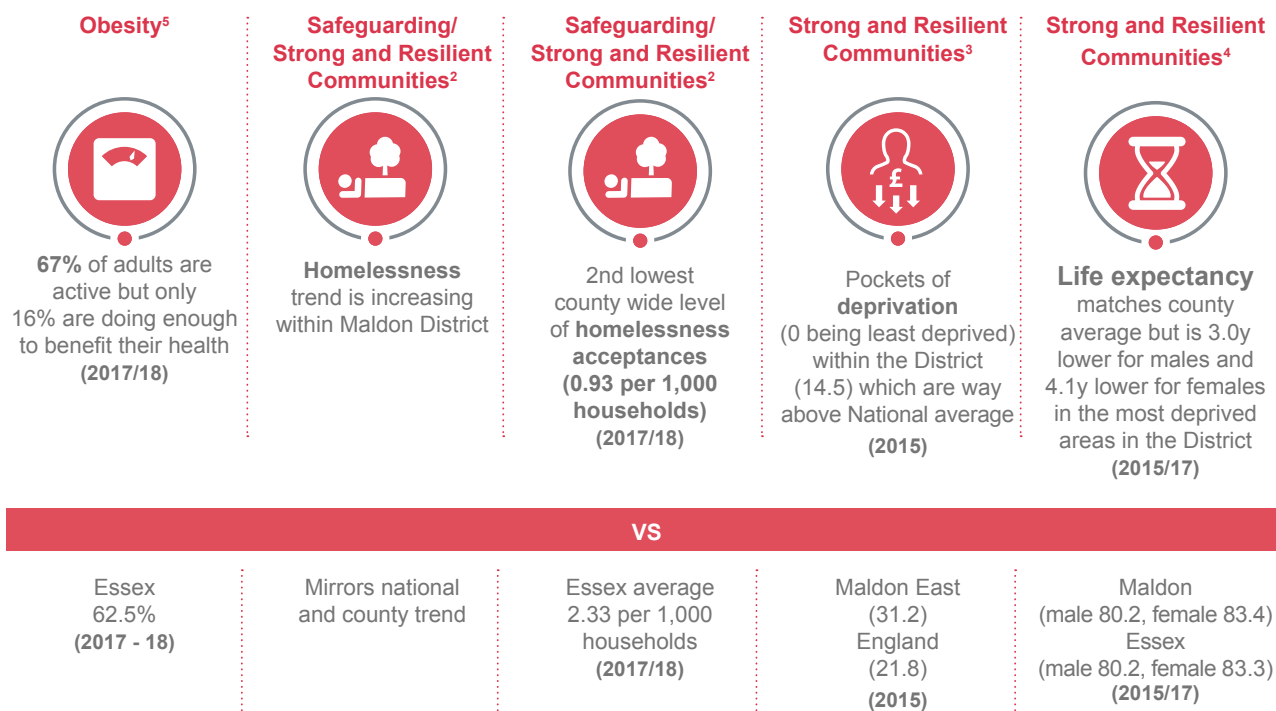 Obesity⁵
67% of adults are
active but only
16% are doing enough
to benefit their health
(2017/18)
Safeguarding/
Strong and Resilient
Communities²
Homelessness
trend is increasing
within Maldon District
Safeguarding/
Strong and Resilient
Communities²
2nd lowest
county wide level
of homelessness
acceptances
(0.93 per 1,000
households)
(2017/18)
Strong and Resilient
Communities³
£
Pockets of
deprivation
(0 being least deprived)
within the District
(14.5) which are way
above National average
(2015)
Strong and Resilient
Communities⁴
Life expectancy
matches county
average but is 3.0y
lower for males and
4.1y lower for females
in the most deprived
areas in the District
(2015/17)
VS
Essex
62.5%
(2017 - 18)
Mirrors national
and county trend
Essex average
2.33 per 1,000
households
(2017/18)
Maldon East
(31.2)
England
(21.8)
(2015)
Maldon
(male 80.2, female 83.4)
Essex
(male 80.2, female 83.3)
(2015/17)